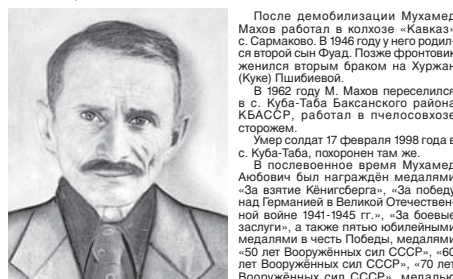 После демобилизации Мухамед
Махов работал в колхозе «Кавказ»
с. Сармаково. В 1946 году у него родил-
ся второй сын Фуад. Позже фронтовик
женился вторым браком на Хуржан
(Куке) Пшибиевой.
В 1962 году М. Махов переселился
в с. Куба-Таба Баксанского района
КБАССР, работал в пчелосовхозе
сторожем.
Умер солдат 17 февраля 1998 года в
с. Куба-Таба, похоронен там же.
В послевоенное время Мухамед
Аюбович был награждён медалями
«За взятие Кёнигсберга», «За победу
над Германией в Великой Отечествен-
ной войне 1941-1945 гг.», «За боевые
заслуги», а также пятью юбилейными
медалями в честь Победы, медалями
«50 лет Вооружённых сил СССР», «60
лет Вооружённых сил СССР», «70 лет
Вооружённых сил СССР», медалью